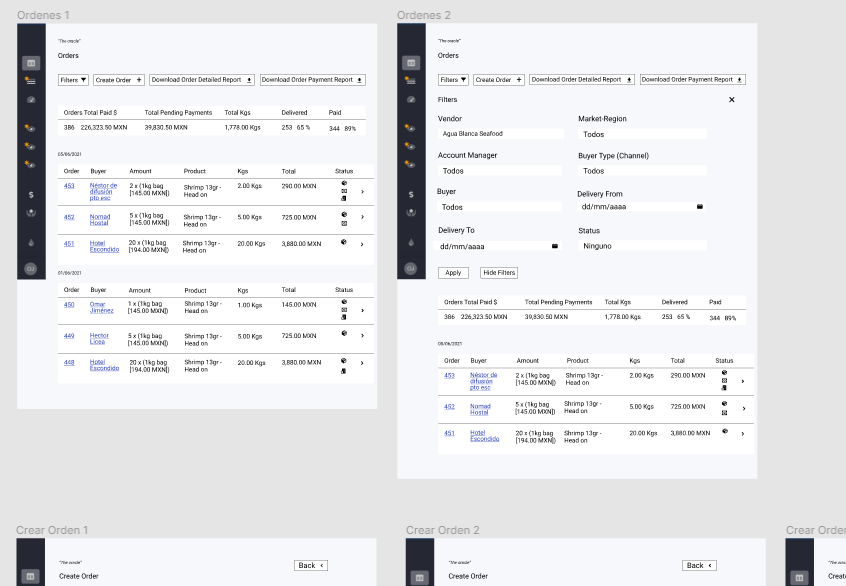 Ordenes 1
"The oracle"
Orders
Filters Create Order + Download Order Detailed Report Download Order Payment Report
Orders Total Paid $ Total Pending Payments Total Kgs Delivered Paid
386 226,323.50 MXN 39,830.50 MXN 1,778.00 Kgs 253 65 % 344 89%
05/06/2021
Order Buyer Amount Product Kgs Total Status
453 Néstor de difusión pto esc 2 x (1kg bag [145.00 MXN]) Shrimp 13gr - Head on 2.00 Kgs 290.00 MXN
452 Nomad Hostal 5 x (1kg bag [145.00 MXN]) Shrimp 13gr - Head on 5.00 Kgs 725.00 MXN
451 Hotel Escondido 20 x (1kg bag [194.00 MXN]) Shrimp 13gr - Head on 20.00 Kgs 3,880.00 MXN
01/06/2021
Order Buyer Amount Product Kgs Total Status
450 Omar Jiménez 1 x (1kg bag [145.00 MXN]) Shrimp 13gr - Head on 1.00 Kgs 145.00 MXN
449 Hector Licea 5 x (1kg bag [145.00 MXN]) Shrimp 13gr - Head on 5.00 Kgs 725.00 MXN
448 Hotel Escondido 20 x (1kg bag [194.00 MXN]) Shrimp 13gr - Head on 20.00 Kgs 3,880.00 MXN
$
OJ
Ordenes 2
"The oracle"
Orders
Filters Create Order + Download Order Detailed Report Download Order Payment Report
Filters
Vendor Market-Region
Agua Blanca Seafood Todos
Account Manager Buyer Type (Channel)
Todos Todos
Buyer Delivery From
Todos dd/mm/aaaa
Delivery To Status
dd/mm/aaaa Ninguno
Apply Hide Filters
Orders Total Paid $ Total Pending Payments Total Kgs Delivered Paid
386 226,323.50 MXN 39,830.50 MXN 1,778.00 Kgs 253 65 % 344 89%
Order Buyer Amount Product Kgs Total Status
453 Néstor de difusión pto esc 2 x (1kg bag [145.00 MXN]) Shrimp 13gr - Head on 2.00 Kgs 290.00 MXN
452 Nomad Hostal 5 x (1kg bag [145.00 MXN]) Shrimp 13gr - Head on 5.00 Kgs 725.00 MXN
451 Hotel Escondido 20 x (1kg bag [194.00 MXN]) Shrimp 13gr - Head on 20.00 Kgs 3,880.00 MXN
$
OJ
Crear Orden 1
"The oracle"
Back <
Create Order
Crear Orden 2
"The oracle"
Back <
Create Order
Crear Orden